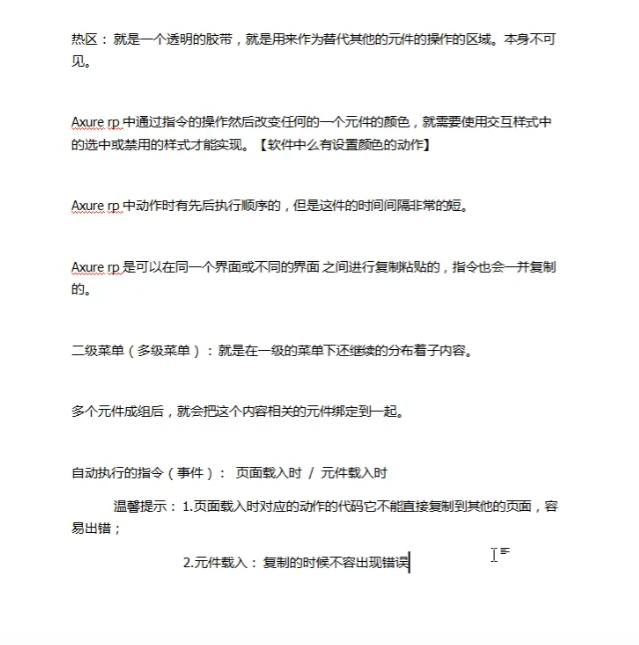 热区： 就是一个透明的胶带，就是用来作为替代其他的元件的操作的区域。本身不可
见。
Axure rp 中通过指令的操作然后改变任何的一个元件的颜色，就需要使用交互样式中
的选中或禁用的样式才能实现。【软件中么有设置颜色的动作】
Axure rp 中动作时有先后执行顺序的，但是这件的时间间隔非常的短。
Axure rp 是可以在同一个界面或不同的界面 之间进行复制粘贴的，指令也会一并复制
的。
二级菜单（多级菜单）：就是在一级的菜单下还继续的分布着子内容。
多个元件成组后，就会把这个内容相关的元件绑定到一起。
自动执行的指令（事件）： 页面载入时 / 元件载入时
温馨提示： 1.页面载入时对应的动作的代码它不能直接复制到其他的页面，容
易出错；
2.元件载入： 复制的时候不容出现错误